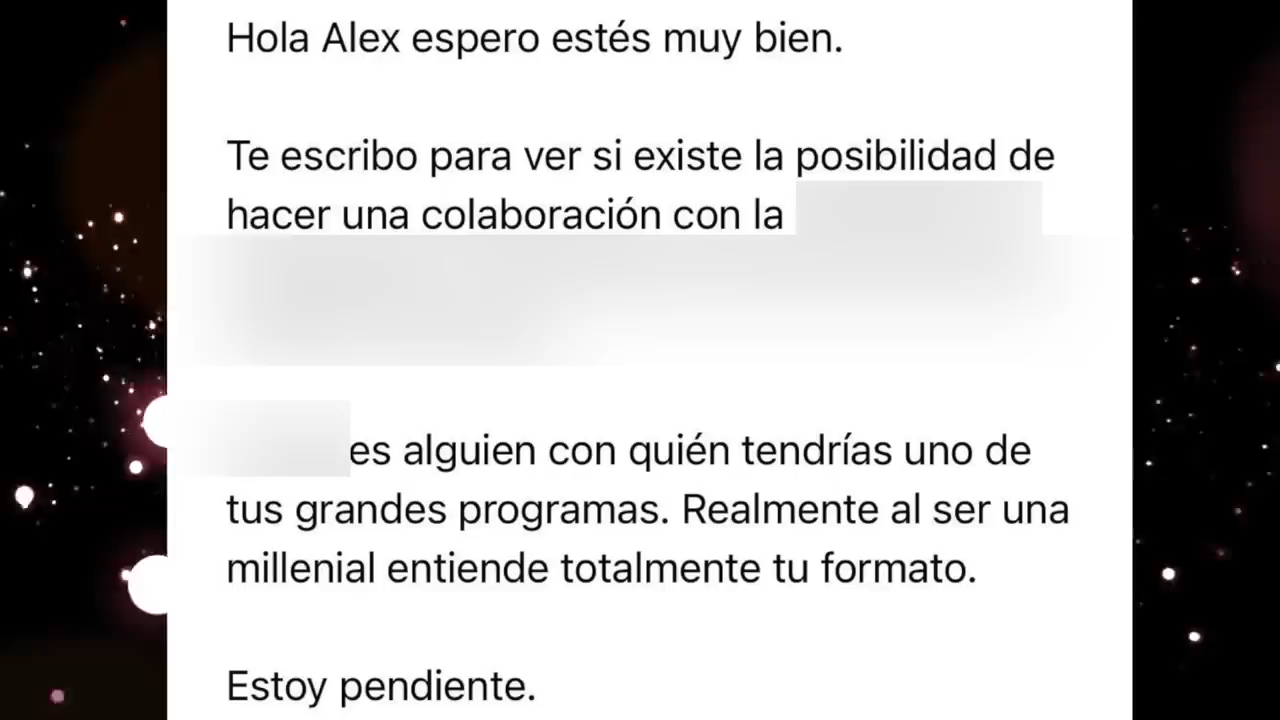 Hola Alex espero estés muy bien.
Te escribo para ver si existe la posibilidad de
hacer una colaboración con la
es alguien con quién tendrías uno de
tus grandes programas. Realmente al ser una
millenial entiende totalmente tu formato.
Estoy pendiente.